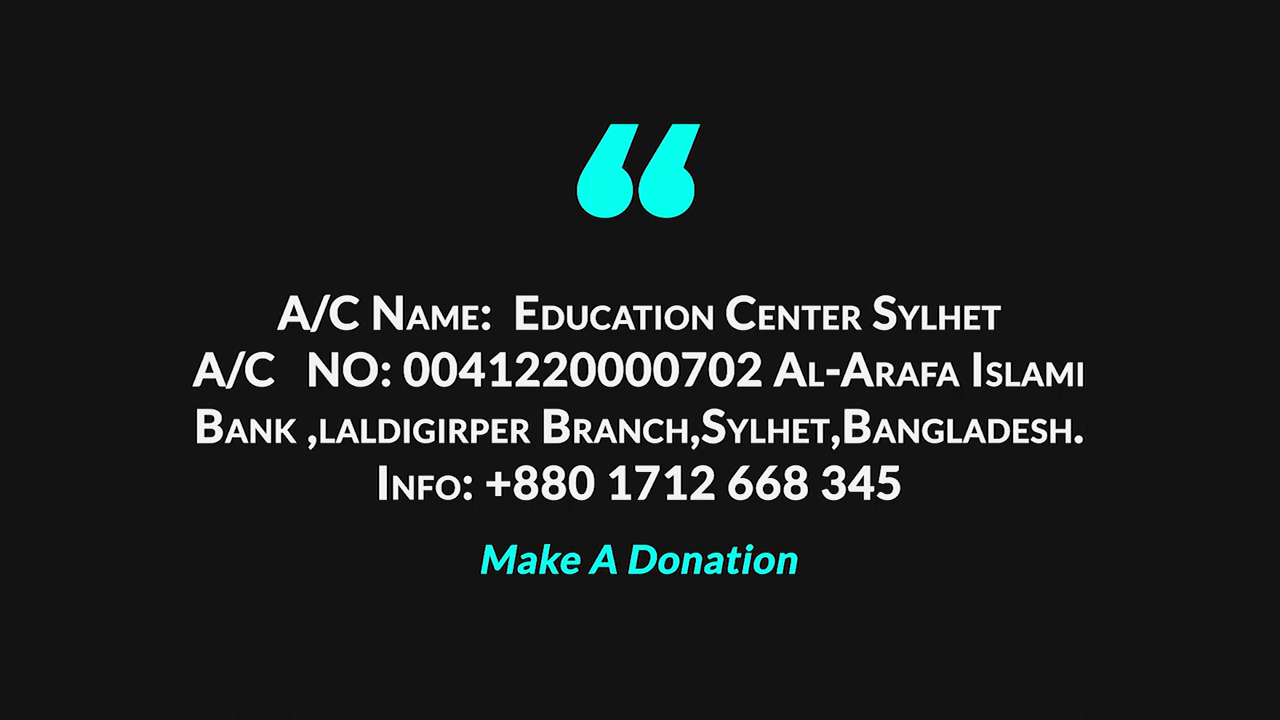 “
A/C Name:  Education Center Sylhet
A/C   NO: 0041220000702 Al-Arafa Islami
Bank ,laldigirper Branch,Sylhet,Bangladesh.
Info: +880 1712 668 345
Make A Donation